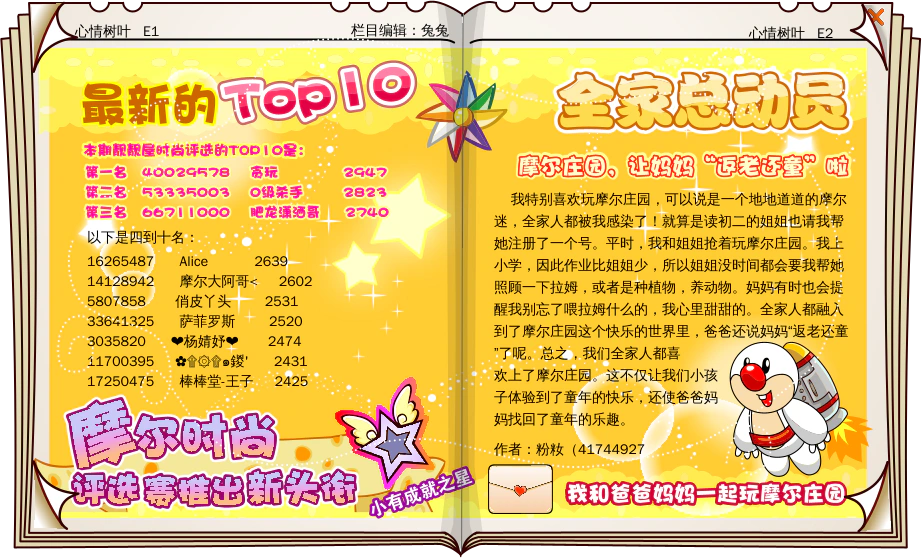 心情树叶 E1
栏目编辑：兔兔
最新的Top10
本期靓靓屋时尚评选的TOP10是：
第一名 40029578 贪玩 2947
第二名 53335003 0级杀手 2823
第三名 66711000 肥龙潇洒哥 2740
以下是四到十名：
16265487 Alice 2639
14128942 摩尔大阿哥< 2602
5807858 俏皮丫头 2531
33641325 萨菲罗斯 2520
3035820 ❤杨婧妤❤ 2474
11700395 ✿۩۞۩๑鍐' 2431
17250475 棒棒堂-王子 2425
摩尔时尚
评选赛推出新头衔
小有成就之星
心情树叶 E2
全家总动员
摩尔庄园、让妈妈“返老还童”啦
我特别喜欢玩摩尔庄园，可以说是一个地地道道的摩尔
迷，全家人都被我感染了！就算是读初二的姐姐也请我帮
她注册了一个号。平时，我和姐姐抢着玩摩尔庄园。我上
小学，因此作业比姐姐少，所以姐姐没时间都会要我帮她
照顾一下拉姆，或者是种植物，养动物。妈妈有时也会提
醒我别忘了喂拉姆什么的，我心里甜甜的。全家人都融入
到了摩尔庄园这个快乐的世界里，爸爸还说妈妈“返老还童
”了呢。总之，我们全家人都喜
欢上了摩尔庄园。这不仅让我们小孩
子体验到了童年的快乐，还使爸爸妈
妈找回了童年的乐趣。
作者：粉粒（41744927
我和爸爸妈妈一起玩摩尔庄园